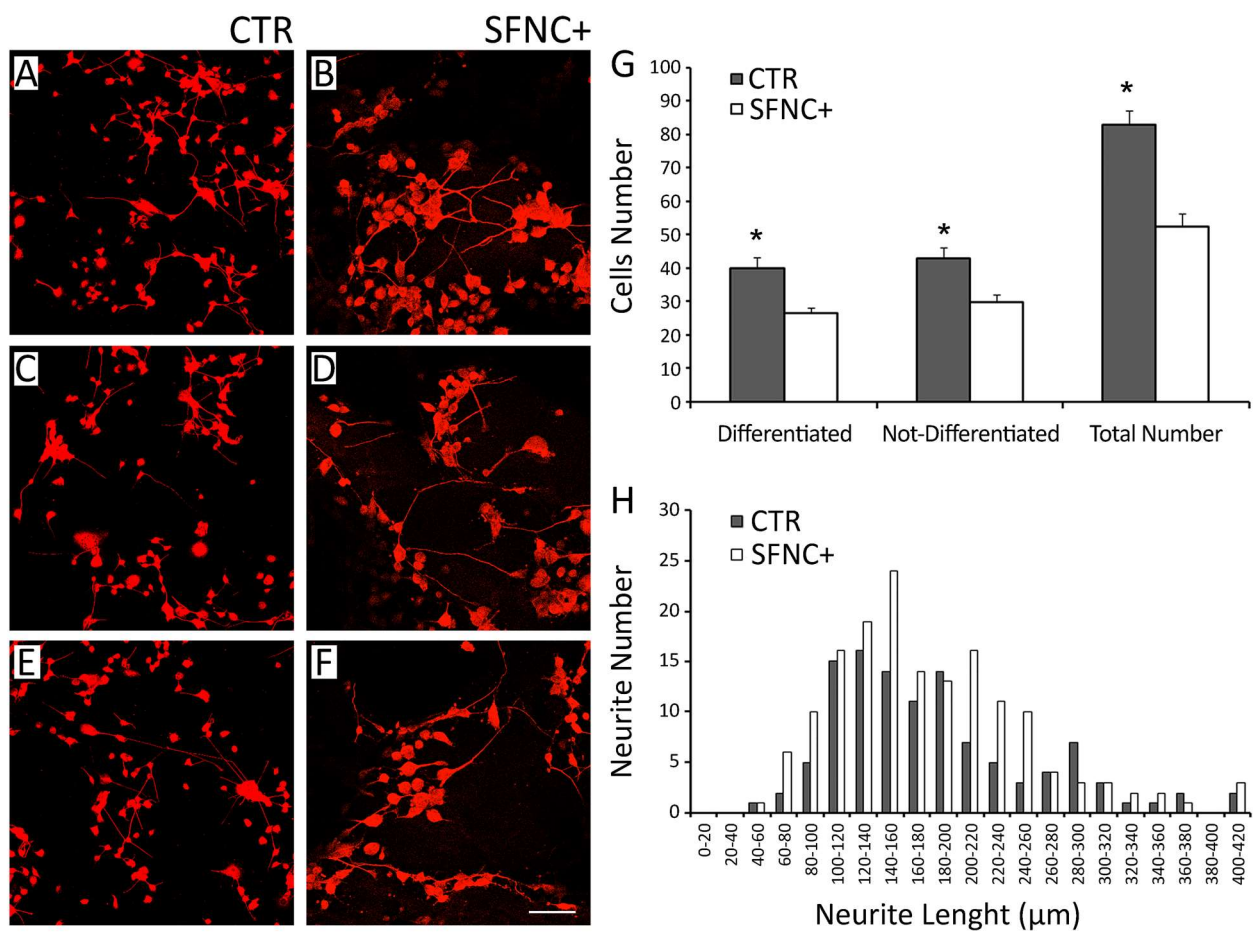 CTR
SFNC+
A
B
C
D
E
F
G
Cells Number
100
90
80
70
60
50
40
30
20
10
0
CTR
SFNC+
*
*
*
Differentiated
Not-Differentiated
Total Number
H
Neurite Number
30
25
20
15
10
5
0
CTR
SFNC+
0-20
20-40
40-60
60-80
80-100
100-120
120-140
140-160
160-180
180-200
200-220
220-240
240-260
260-280
280-300
300-320
320-340
340-360
360-380
380-400
400-420
Neurite Lenght (µm)